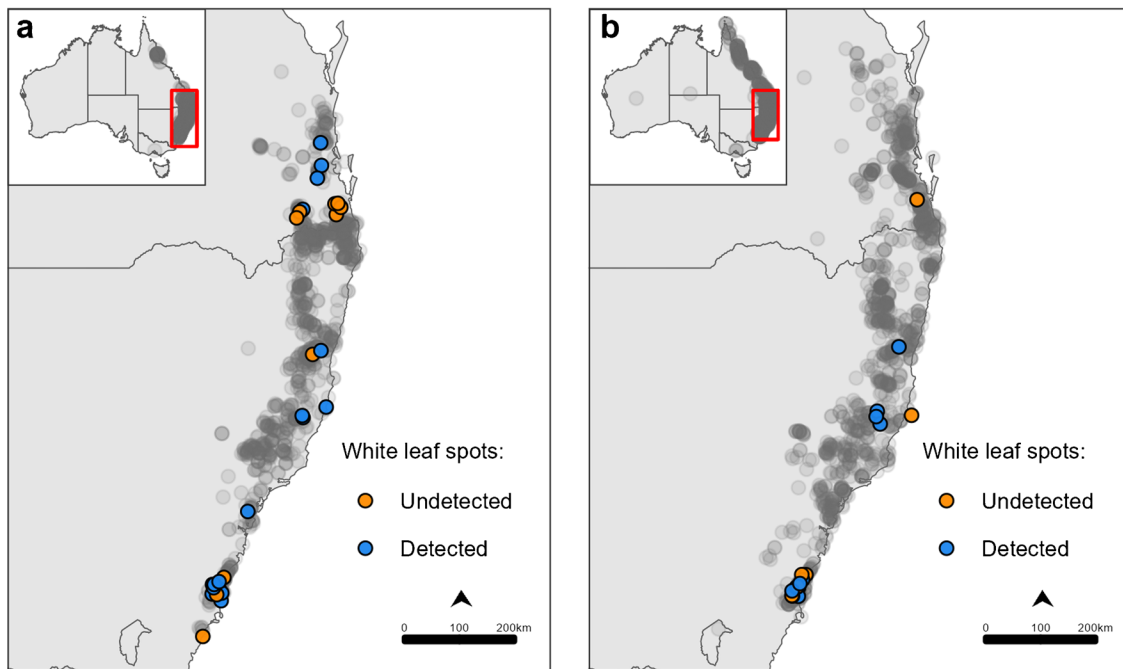 a
White leaf spots:
Undetected
Detected
0 100 200km
b
White leaf spots:
Undetected
Detected
0 100 200km